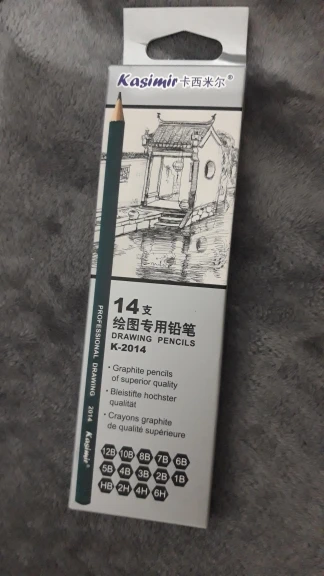 Kasimir卡西米尔®
14支
绘图专用铅笔
DRAWING PENCILS
K-2014
· Graphite pencils
of superior quality
· Bleistifte hochster
qualitat
· Crayons graphite
de qualité supérieure
12B 10B 8B 7B 6B
5B 4B 3B 2B 1B
HB 2H 4H 6H
PROFESSIONAL DRAWING 2014 Kasimir